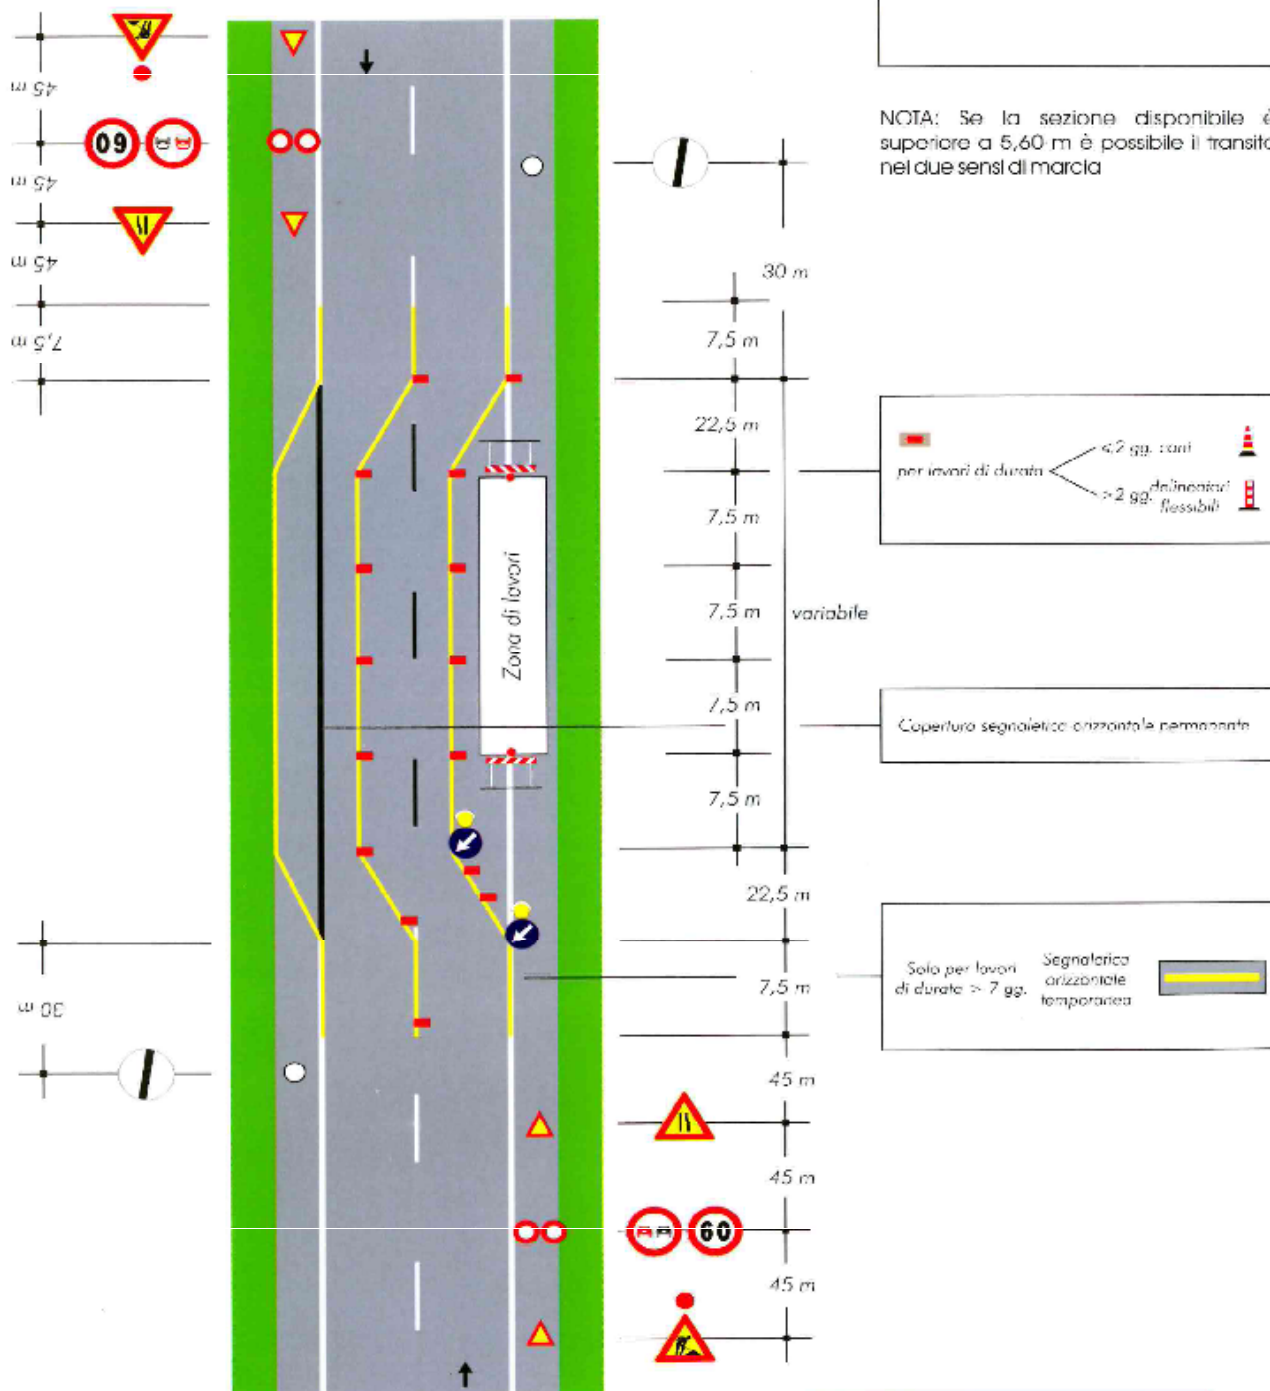 NOTA: Se la sezione disponibile è
superiore a 5,60 m è possibile il transito
nei due sensi di marcia
45 m
60
45 m
45 m
7,5 m
30 m
7,5 m
22,5 m
7,5 m
7,5 m
variabile
7,5 m
7,5 m
22,5 m
7,5 m
45 m
45 m
60
45 m
30 m
Zona di lavori
per lavori di durata
<2 gg. coni
>2 gg. delineatori
flessibili
Copertura segnaletica orizzontale permanente
Solo per lavori
di durata > 7 gg.
Segnaletica
orizzontale
temporanea